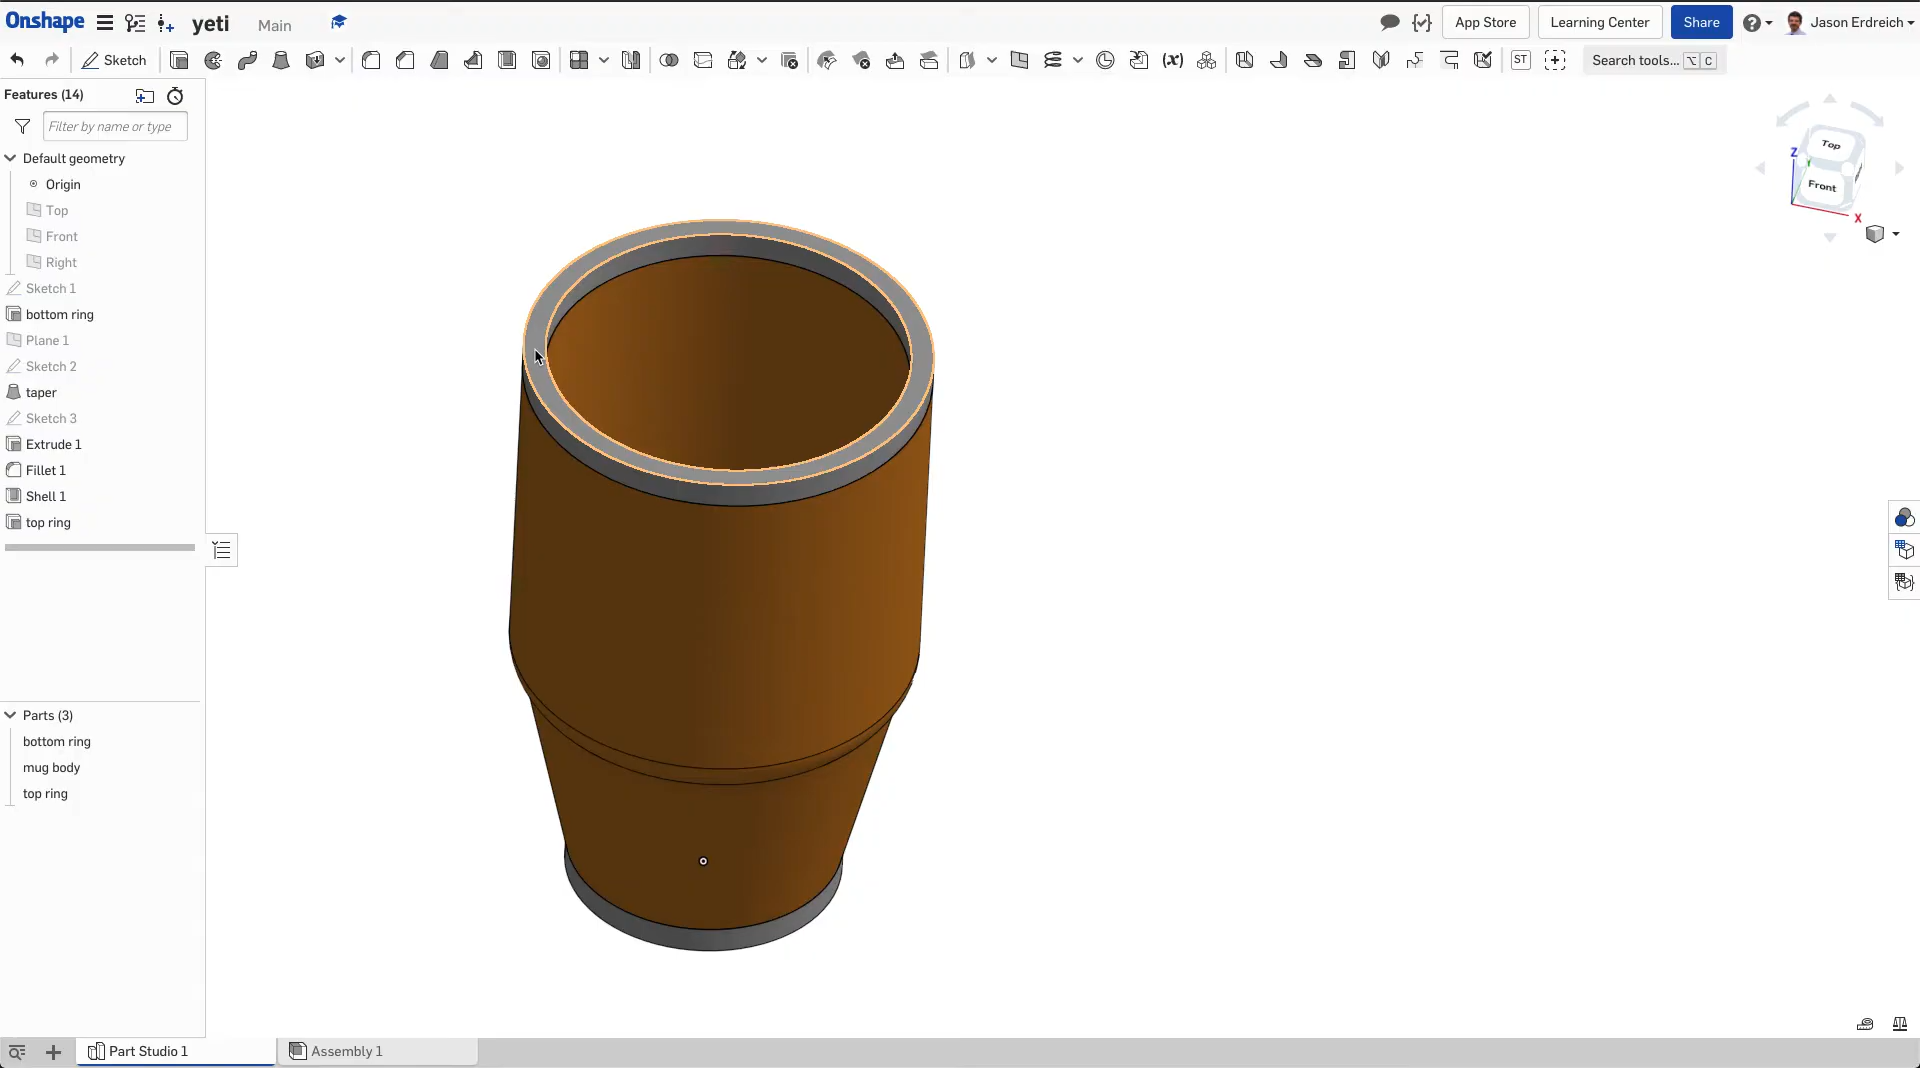 Onshape yeti Main App Store Learning Center Share Jason Erdreich
Sketch (x) ST Search tools... ⌥ C
Features (14)
Filter by name or type
Default geometry
Origin
Top
Front
Right
Sketch 1
bottom ring
Plane 1
Sketch 2
taper
Sketch 3
Extrude 1
Fillet 1
Shell 1
top ring
Parts (3)
bottom ring
mug body
top ring
Top
Z
Front
X
Part Studio 1
Assembly 1